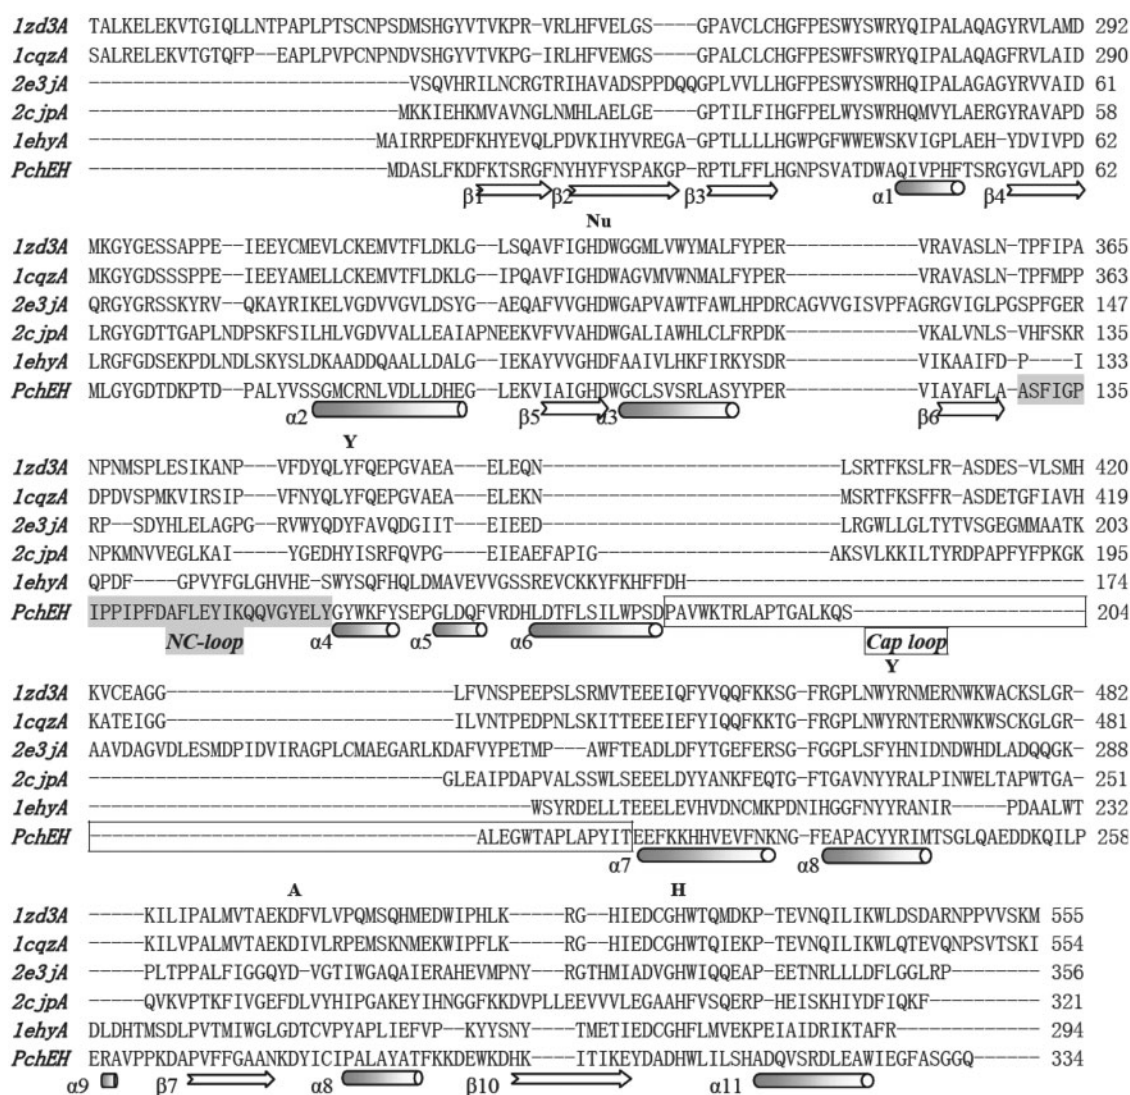 1zd3A TALKELEKVTGIQLLNTPAPLPTSCNPSDMSHGYVTVKPR-VRLHFVELGS----GPAVCLCHGFPESWYSWRYQIPALAQAGYRVLAMD 292
1cqzA SALRELEKVTGTQFP--EAPLPVPCNPNDVSHGYVTVKPG-IRLHFVEMGS----GPALCLCHGFPESWFSWRYQIPALAQAGFRVLAID 290
2e3jA -----------------------------VSQVHRILNCRGTRIHAVADSPPDQQGPLVVLLHGFPESWYSWRHQIPALAGAGYRVVAID 61
2cjpA ----------------------------MKKIEHKMVAVNGLNMHLAELGE----GPTILFIHGFPELWYSWRHQMVYLAERGYRAVAPD 58
1ehyA --------------------------MAIRRPEDFKHYEVQLPDVKIHYVREGA-GPTLLLLHGWPGFWWEWSKVIGPLAEH-YDVIVPD 62
PchEH ---------------------------MDASLFKDFKTSRGFNYHYFYSPAKGP-RPTLFFLHGNPSVATDWAQIVPHFTSRGYGVLAPD 62
β1 β2 β3 α1 β4
Nu
1zd3A MKGYGESSAPPE--IEEYCMEVLCKEMVTFLDKLG--LSQAVFIGHDWGGMLVWYMALFYPER------------VRAVASLN-TPFIPA 365
1cqzA MKGYGDSSSPPE--IEEYAMELLCKEMVTFLDKLG--IPQAVFIGHDWAGVMVWNMALFYPER------------VRAVASLN-TPFMPP 363
2e3jA QRGYGRSSKYRV--QKAYRIKELVGDVVGVLDSYG--AEQAFVVGHDWGAPVAWTFAWLHPDRCAGVVGISVPFAGRGVIGLPGSPFGER 147
2cjpA LRGYGDTTGAPLNDPSKFSILHLVGDVVALLEAIAPNEEKVFVVAHDWGALIAWHLCLFRPDK------------VKALVNLS-VHFSKR 135
1ehyA LRGFGDSEKPDLNDLSKYSLDKAADDQAALLDALG--IEKAYVVGHDFAAIVLHKFIRKYSDR------------VIKAAIFD-P----I 133
PchEH MLGYGDTDKPTD--PALYVSSGMCRNLVDLLDHEG--LEKVIAIGHDWGCLSVSRLASYYPER------------VIAYAFLA-ASFIGP 135
α2 β5 α3 β6
Y
1zd3A NPNMSPLESIKANP---VFDYQLYFQEPGVAEA---ELEQN---------------------------LSRTFKSLFR-ASDES-VLSMH 420
1cqzA DPDVSPMKVIRSIP---VFNYQLYFQEPGVAEA---ELEKN---------------------------MSRTFKSFFR-ASDETGFIAVH 419
2e3jA RP--SDYHLELAGPG--RVWYQDYFAVQDGIIT---EIEED---------------------------LRGWLLGLTYTVSGEGMMAATK 203
2cjpA NPKMNVVEGLKAI-----YGEDHYISRFQVPG----EIEAEFAPIG---------------------AKSVLKKILTYRDPAPFYFPKGK 195
1ehyA QPDF----GPVYFGLGHVHE-SWYSQFHQLDMAVEVVGSSREVCKKYFKHFFDH------------------------------------ 174
PchEH IPPIPFDAFLEYIKQQVGYELYGYWKFYSEPGLDQFVRDHLDTFLSILWPSDPAVWKTRLAPTGALKQS--------------------- 204
NC-loop α4 α5 α6 Cap loop
Y
1zd3A KVCEAGG--------------------------LFVNSPEEPSLSRMVTEEEIQFYVQQFKKSG-FRGPLNWYRNMERNWKWACKSLGR- 482
1cqzA KATEIGG--------------------------ILVNTPEDPNLSKITTEEEIEFYIQQFKKTG-FRGPLNWYRNTERNWKWSCKGLGR- 481
2e3jA AAVDAGVDLESMDPIDVIRAGPLCMAEGARLKDAFVYPETMP---AWFTEADLDFYTGEFERSG-FGGPLSFYHNIDNDWHDLADQQGK- 288
2cjpA --------------------------------GLEAIPDAPVALSSWLSEEELDYYANKFEQTG-FTGAVNYYRALPINWELTAPWTGA- 251
1ehyA ----------------------------------------WSYRDELLTEEELEVHVDNCMKPDNIHGGFNYYRANIR-----PDAALWT 232
PchEH -----------------------------------ALEGWTAPLAPYITEEFKKHHVEVFNKNG-FEAPACYYRIMTSGLQAEDDKQILP 258
α7 α8
A H
1zd3A -----KILIPALMVTAEKDFVLVPQMSQHMEDWIPHLK-----RG--HIEDCGHWTQMDKP-TEVNQILIKWLDSDARNPPVVSKM 555
1cqzA -----KILVPALMVTAEKDIVLRPEMSKNMEKWIPFLK-----RG--HIEDCGHWTQIEKP-TEVNQILIKWLQTEVQNPSVTSKI 554
2e3jA -----PLTPPALFIGGQYD-VGTIWGAQAIERAHEVMPNY---RGTHMIADVGHWIQQEAP-EETNRLLLDFLGGLRP-------- 356
2cjpA -----QVKVPTKFIVGEFDLVYHIPGAKEYIHNGGFKKDVPLLEEVVVLEGAAHFVSQERP-HEISKHIYDFIQKF---------- 321
1ehyA DLDHTMSDLPVTMIWGLGDTCVPYAPLIEFVP--KYYSNY----TMETIEDCGHFLMVEKPEIAIDRIKTAFR------------- 294
PchEH ERAVPPKDAPVFFGAANKDYICIPALAYATFKKDEWKDHK----ITIKEYDADHWLILSHADQVSRDLEAWIEGFASGGQ------ 334
α9 β7 α8 β10 α11